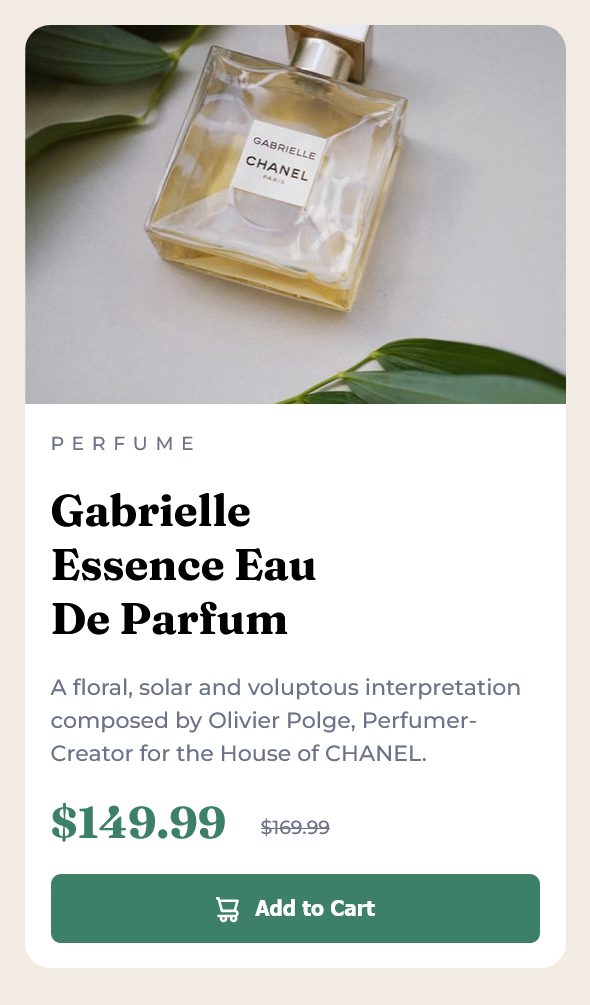 GABRIELLE
CHANEL
PARIS
PERFUME
Gabrielle
Essence Eau
De Parfum
A floral, solar and voluptuous interpretation
composed by Olivier Polge, Perfumer-
Creator for the House of CHANEL.
$149.99 $169.99
Add to Cart